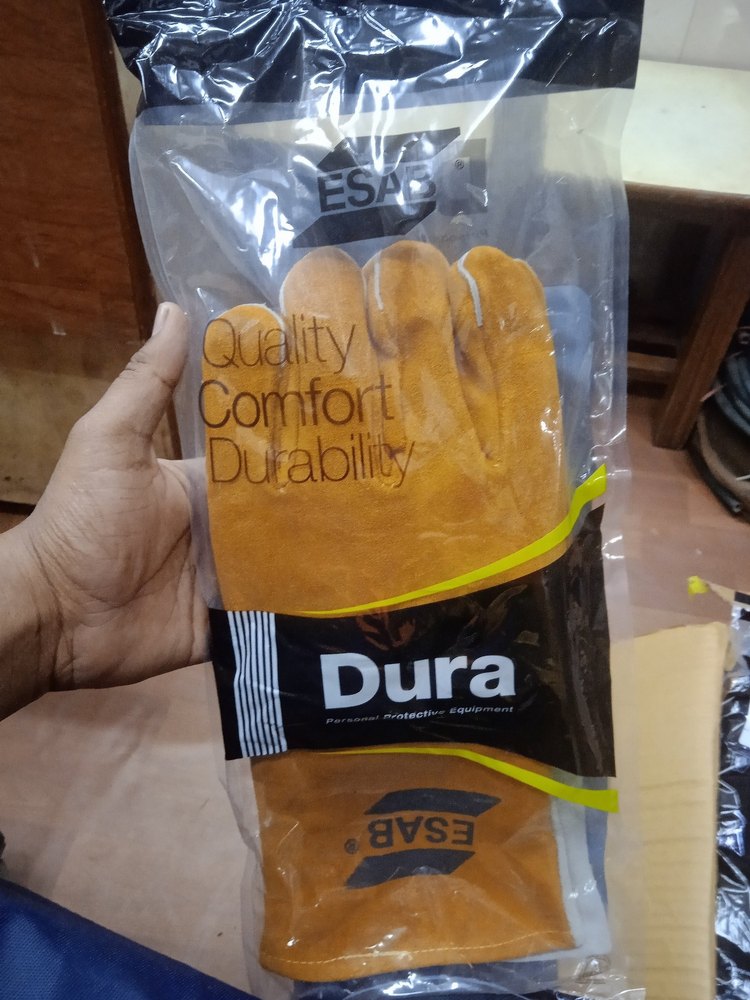 ESAB®
Quality
Comfort
Durability
Dura
Personal Protective Equipment
ESAB®